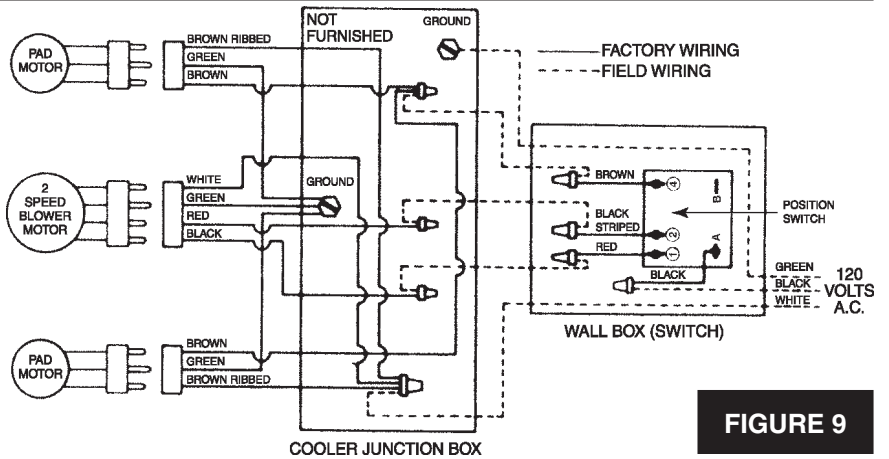 NOT
FURNISHED
GROUND
FACTORY WIRING
FIELD WIRING
PAD
MOTOR
BROWN RIBBED
GREEN
BROWN
2
SPEED
BLOWER
MOTOR
WHITE
GREEN
RED
BLACK
GROUND
BROWN
4
B
BLACK
STRIPED
2
RED
1
A
BLACK
POSITION
SWITCH
GREEN
BLACK
WHITE
120
VOLTS
A.C.
WALL BOX (SWITCH)
PAD
MOTOR
BROWN
GREEN
BROWN RIBBED
COOLER JUNCTION BOX
FIGURE 9